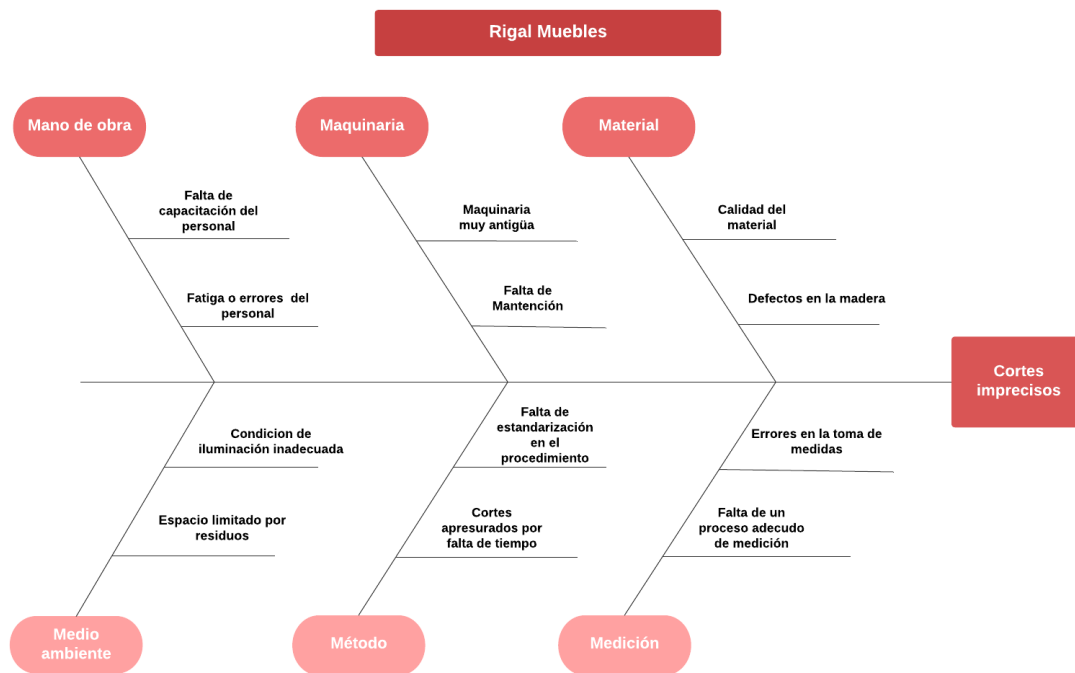 Rigal Muebles
Mano de obra
Maquinaria
Material
Falta de
capacitación del
personal
Maquinaria
muy antigüa
Calidad del
material
Fatiga o errores  del
personal
Falta de
Mantención
Defectos en la madera
Cortes
imprecisos
Condicion de
iluminación inadecuada
Falta de
estandarización
en el
procedimiento
Errores en la toma de
medidas
Espacio limitado por
residuos
Cortes
apresurados por
falta de tiempo
Falta de un
proceso adecudo
de medición
Medio
ambiente
Método
Medición